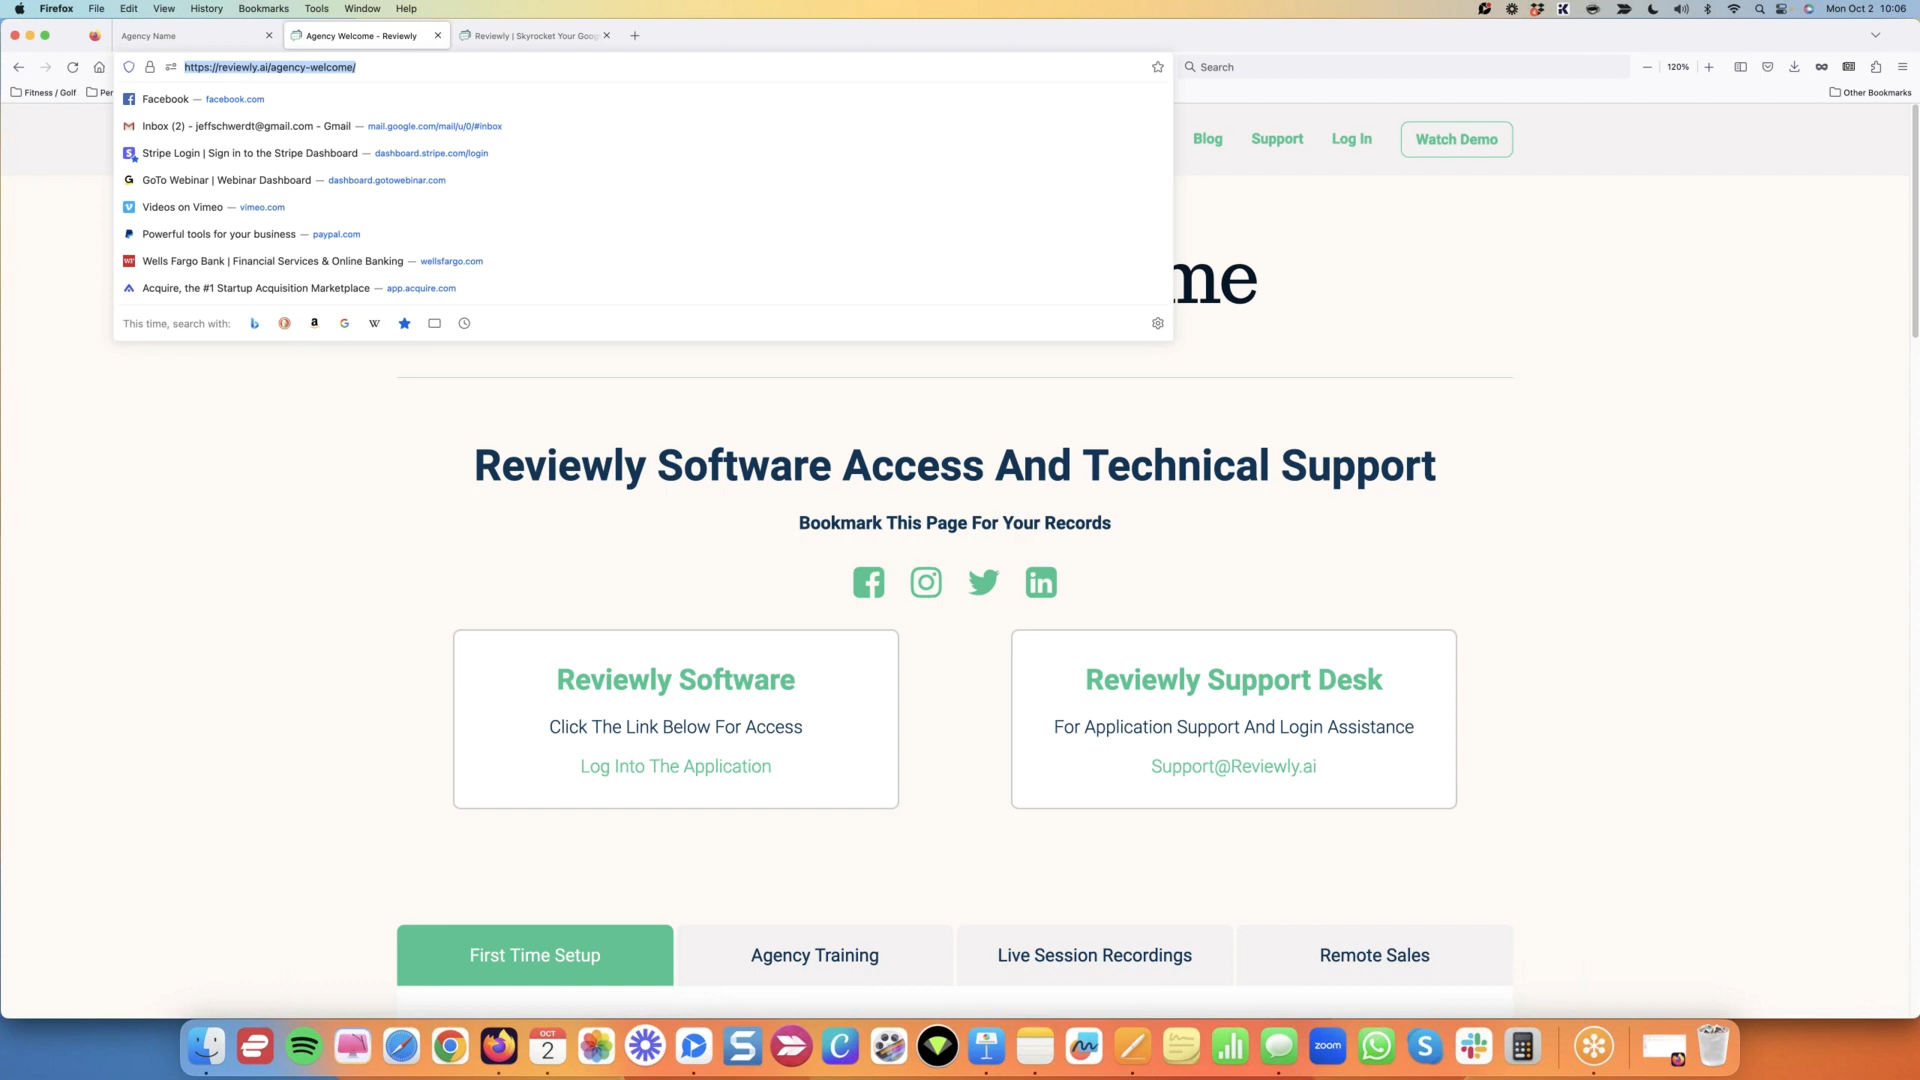 Firefox File Edit View History Bookmarks Tools Window Help Mon Oct 2 10:06
Agency Name Agency Welcome - Reviewly Reviewly | Skyrocket Your Goog
https://reviewly.ai/agency-welcome/ Search 120%
Fitness / Golf Per Other Bookmarks
Facebook — facebook.com
Inbox (2) - jeffschwerdt@gmail.com - Gmail — mail.google.com/mail/u/0/#inbox
Stripe Login | Sign in to the Stripe Dashboard — dashboard.stripe.com/login
GoTo Webinar | Webinar Dashboard — dashboard.gotowebinar.com
Videos on Vimeo — vimeo.com
Powerful tools for your business — paypal.com
Wells Fargo Bank | Financial Services & Online Banking — wellsfargo.com
Acquire, the #1 Startup Acquisition Marketplace — app.acquire.com
This time, search with:
Blog Support Log In Watch Demo
me
Reviewly Software Access And Technical Support
Bookmark This Page For Your Records
Reviewly Software
Click The Link Below For Access
Log Into The Application
Reviewly Support Desk
For Application Support And Login Assistance
Support@Reviewly.ai
First Time Setup Agency Training Live Session Recordings Remote Sales
OCT
2
zoom